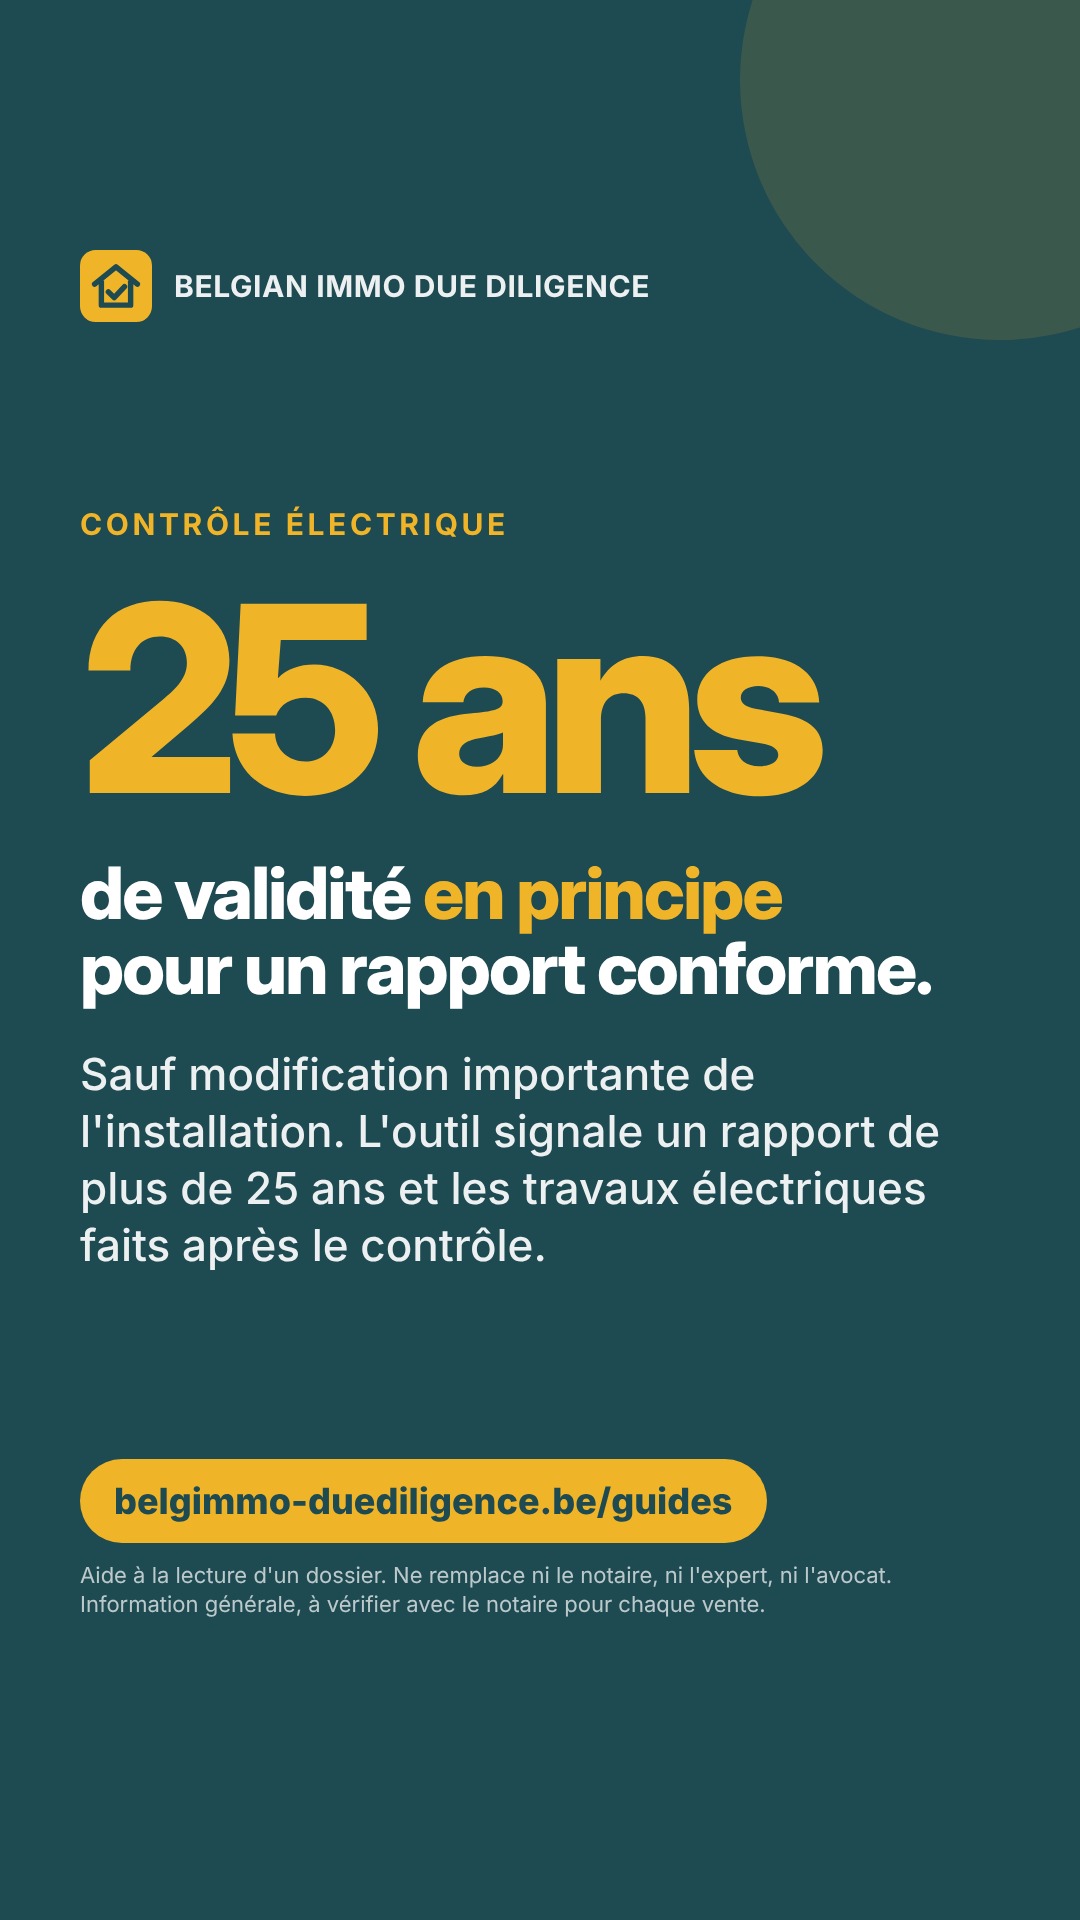 BELGIAN IMMO DUE DILIGENCE
CONTRÔLE ÉLECTRIQUE
25 ans
de validité en principe
pour un rapport conforme.
Sauf modification importante de
l'installation. L'outil signale un rapport de
plus de 25 ans et les travaux électriques
faits après le contrôle.
belgimmo-duediligence.be/guides
Aide à la lecture d'un dossier. Ne remplace ni le notaire, ni l'expert, ni l'avocat.
Information générale, à vérifier avec le notaire pour chaque vente.